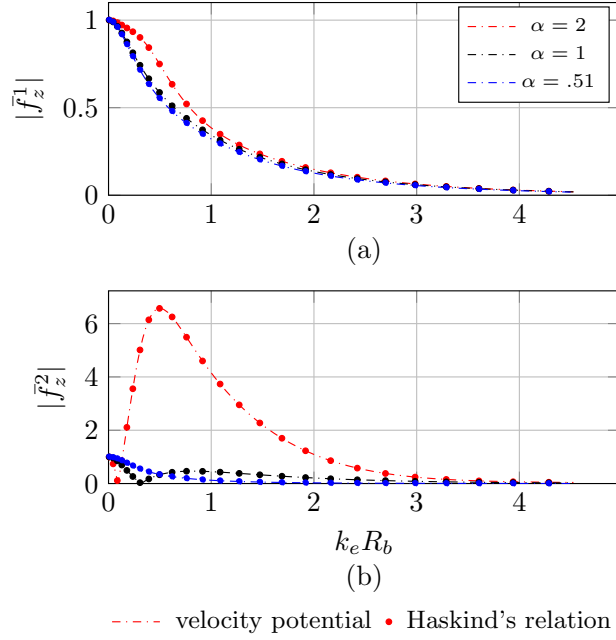 1
0.5
0
|f̄_z^1|
α = 2
α = 1
α = .51
0 1 2 3 4
(a)
6
4
2
0
|f̄_z^2|
0 1 2 3 4
k_e R_b
(b)
velocity potential Haskind's relation